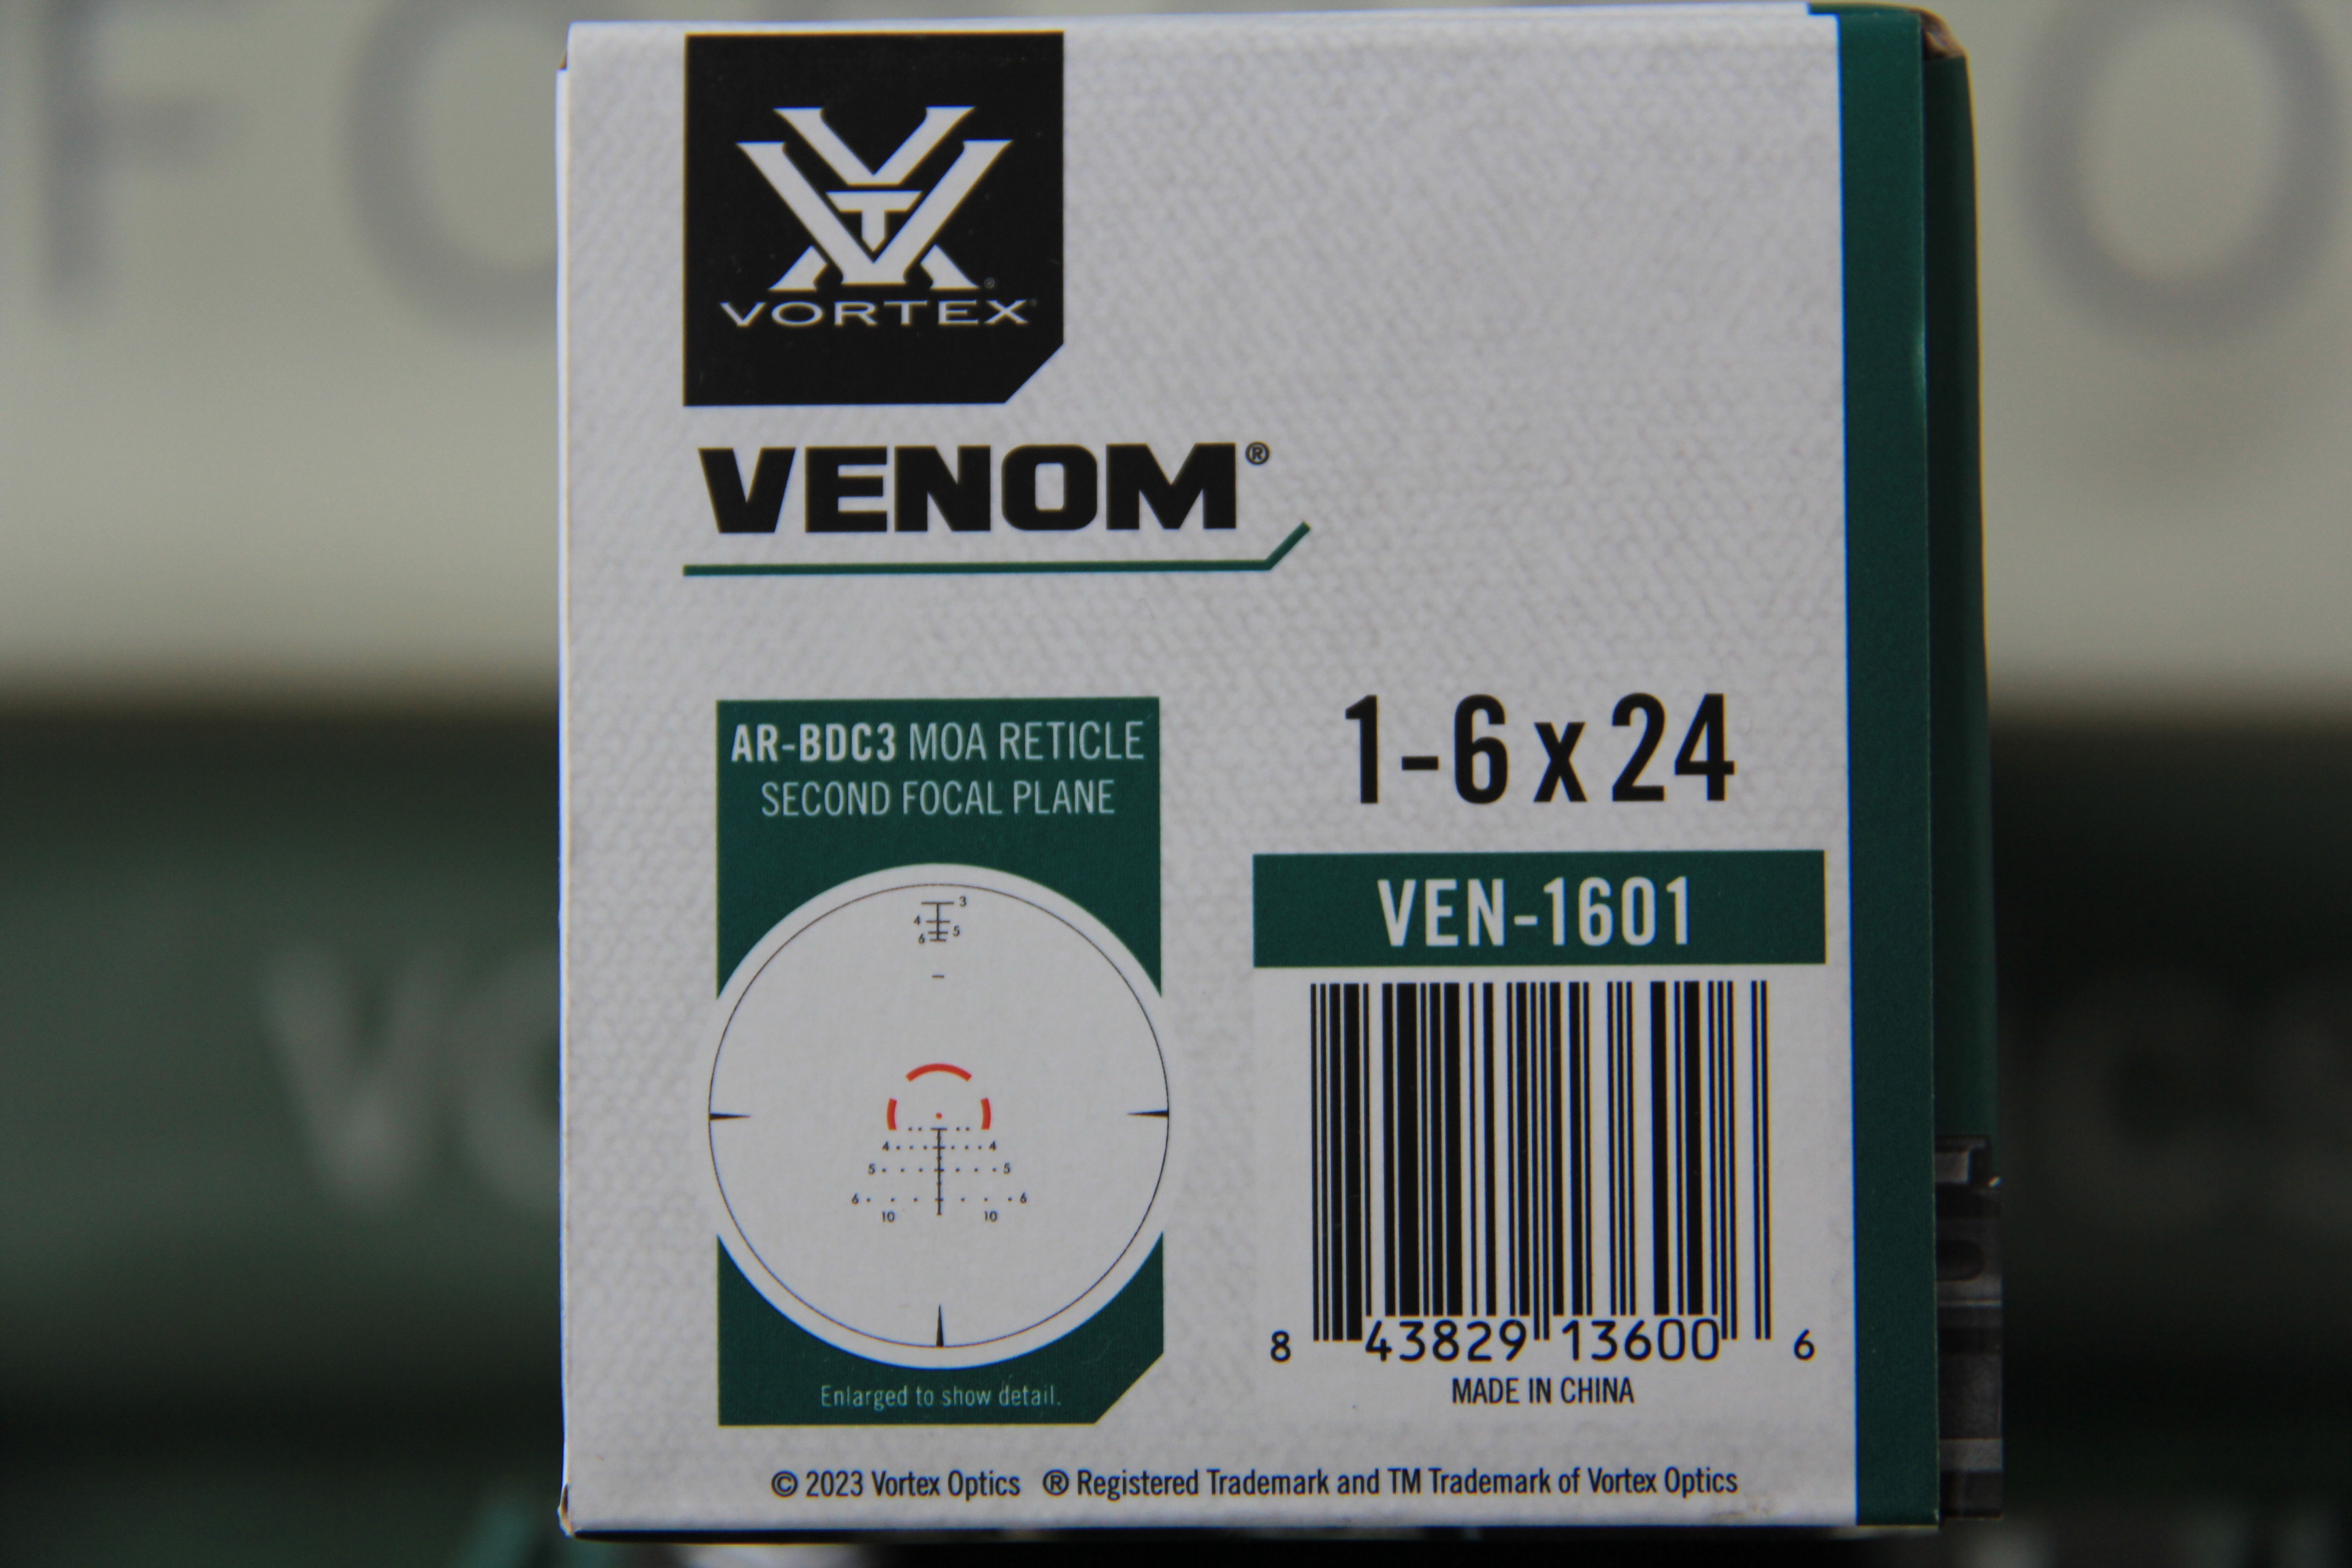 VORTEX
VENOM®
AR-BDC3 MOA RETICLE
SECOND FOCAL PLANE
3
4
5
6
4 4
5 5
6 6
10 10
Enlarged to show detail.
1-6x24
VEN-1601
8 43829 13600 6
MADE IN CHINA
© 2023 Vortex Optics ® Registered Trademark and TM Trademark of Vortex Optics